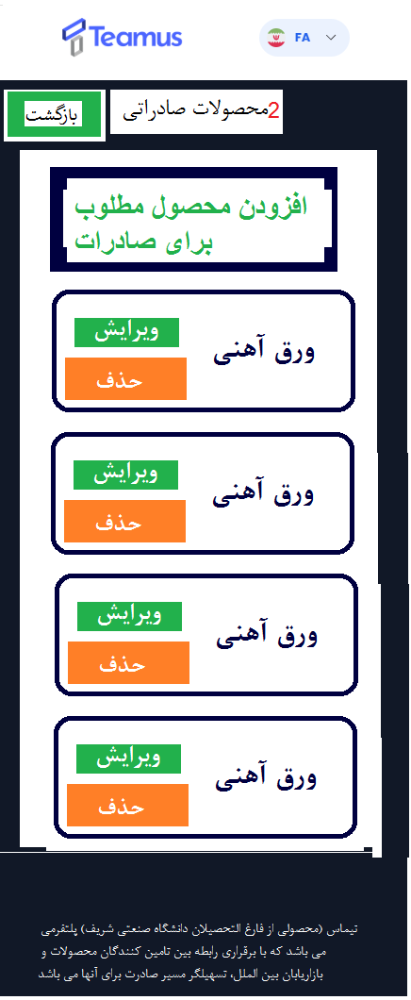 Teamus
FA
بازگشت
2محصولات صادراتی
افزودن محصول مطلوب
برای صادرات
ورق آهنی
ویرایش
حذف
ورق آهنی
ویرایش
حذف
ورق آهنی
ویرایش
حذف
ورق آهنی
ویرایش
حذف
تیماس (محصولی از فارغ التحصیلان دانشگاه صنعتی شریف) پلتفرمی
می باشد که با برقراری رابطه بین تامین کنندگان محصولات و
بازاریابان بین الملل، تسهیلگر مسیر صادرت برای آنها می باشد